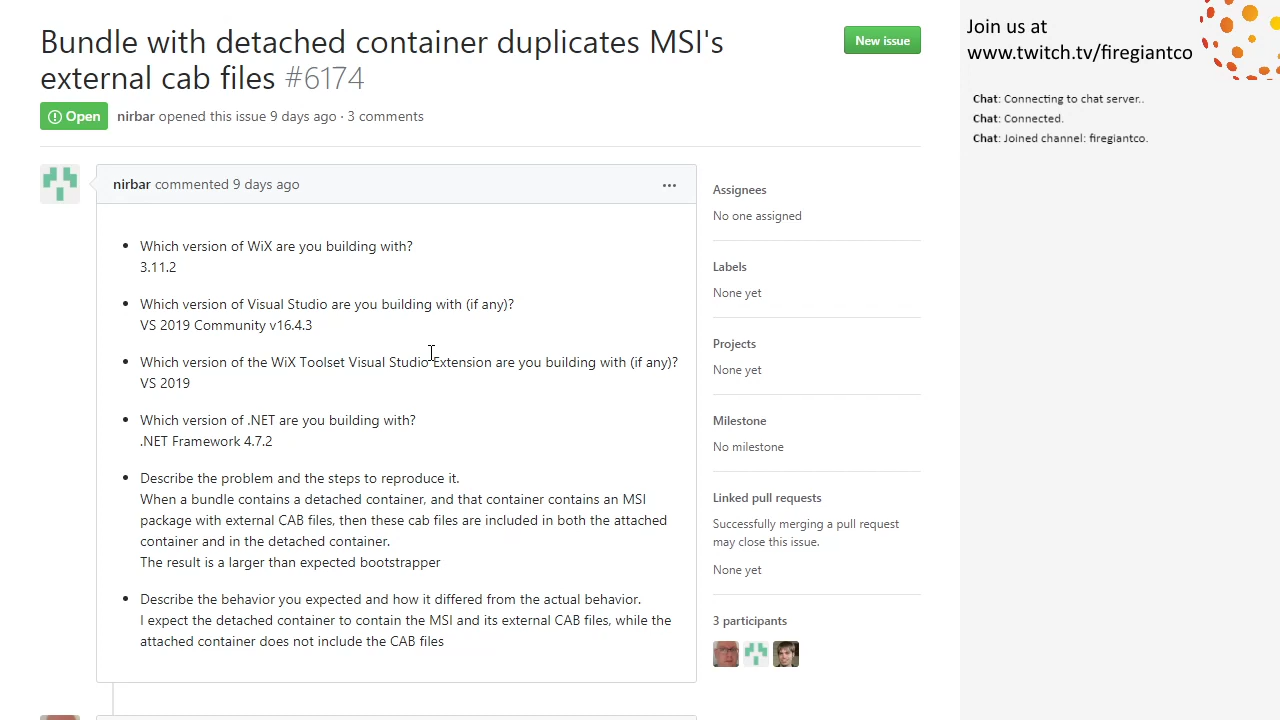 Bundle with detached container duplicates MSI's
external cab files #6174
New issue
Open nirbar opened this issue 9 days ago · 3 comments
nirbar commented 9 days ago
• Which version of WiX are you building with?
3.11.2
• Which version of Visual Studio are you building with (if any)?
VS 2019 Community v16.4.3
• Which version of the WiX Toolset Visual Studio Extension are you building with (if any)?
VS 2019
• Which version of .NET are you building with?
.NET Framework 4.7.2
• Describe the problem and the steps to reproduce it.
When a bundle contains a detached container, and that container contains an MSI
package with external CAB files, then these cab files are included in both the attached
container and in the detached container.
The result is a larger than expected bootstrapper
• Describe the behavior you expected and how it differed from the actual behavior.
I expect the detached container to contain the MSI and its external CAB files, while the
attached container does not include the CAB files
Assignees
No one assigned
Labels
None yet
Projects
None yet
Milestone
No milestone
Linked pull requests
Successfully merging a pull request
may close this issue.
None yet
3 participants
Join us at
www.twitch.tv/firegiantco
Chat: Connecting to chat server..
Chat: Connected.
Chat: Joined channel: firegiantco.